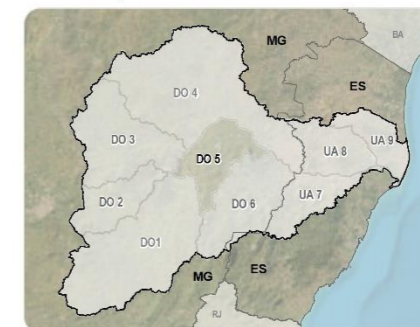 BA
MG
ES
DO 4
DO 3
DO 5
UA 8
UA 9
DO 2
DO 6
UA 7
DO1
MG
ES
RJ